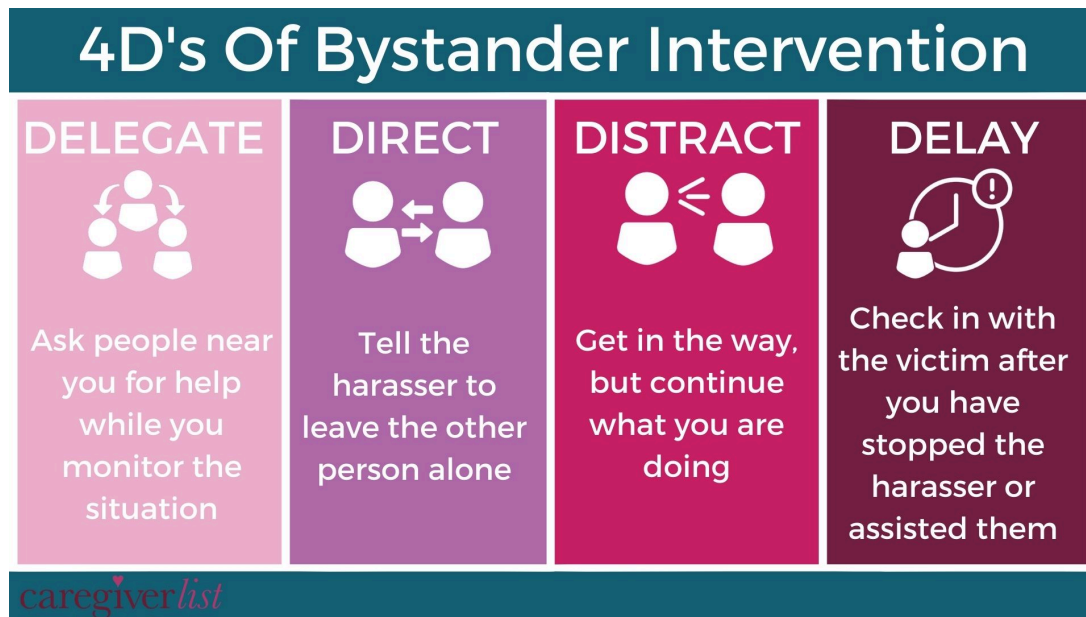 4D's Of Bystander Intervention
DELEGATE
Ask people near
you for help
while you
monitor the
situation
DIRECT
Tell the
harasser to
leave the other
person alone
DISTRACT
Get in the way,
but continue
what you are
doing
DELAY
!
Check in with
the victim after
you have
stopped the
harasser or
assisted them
caregiverlist